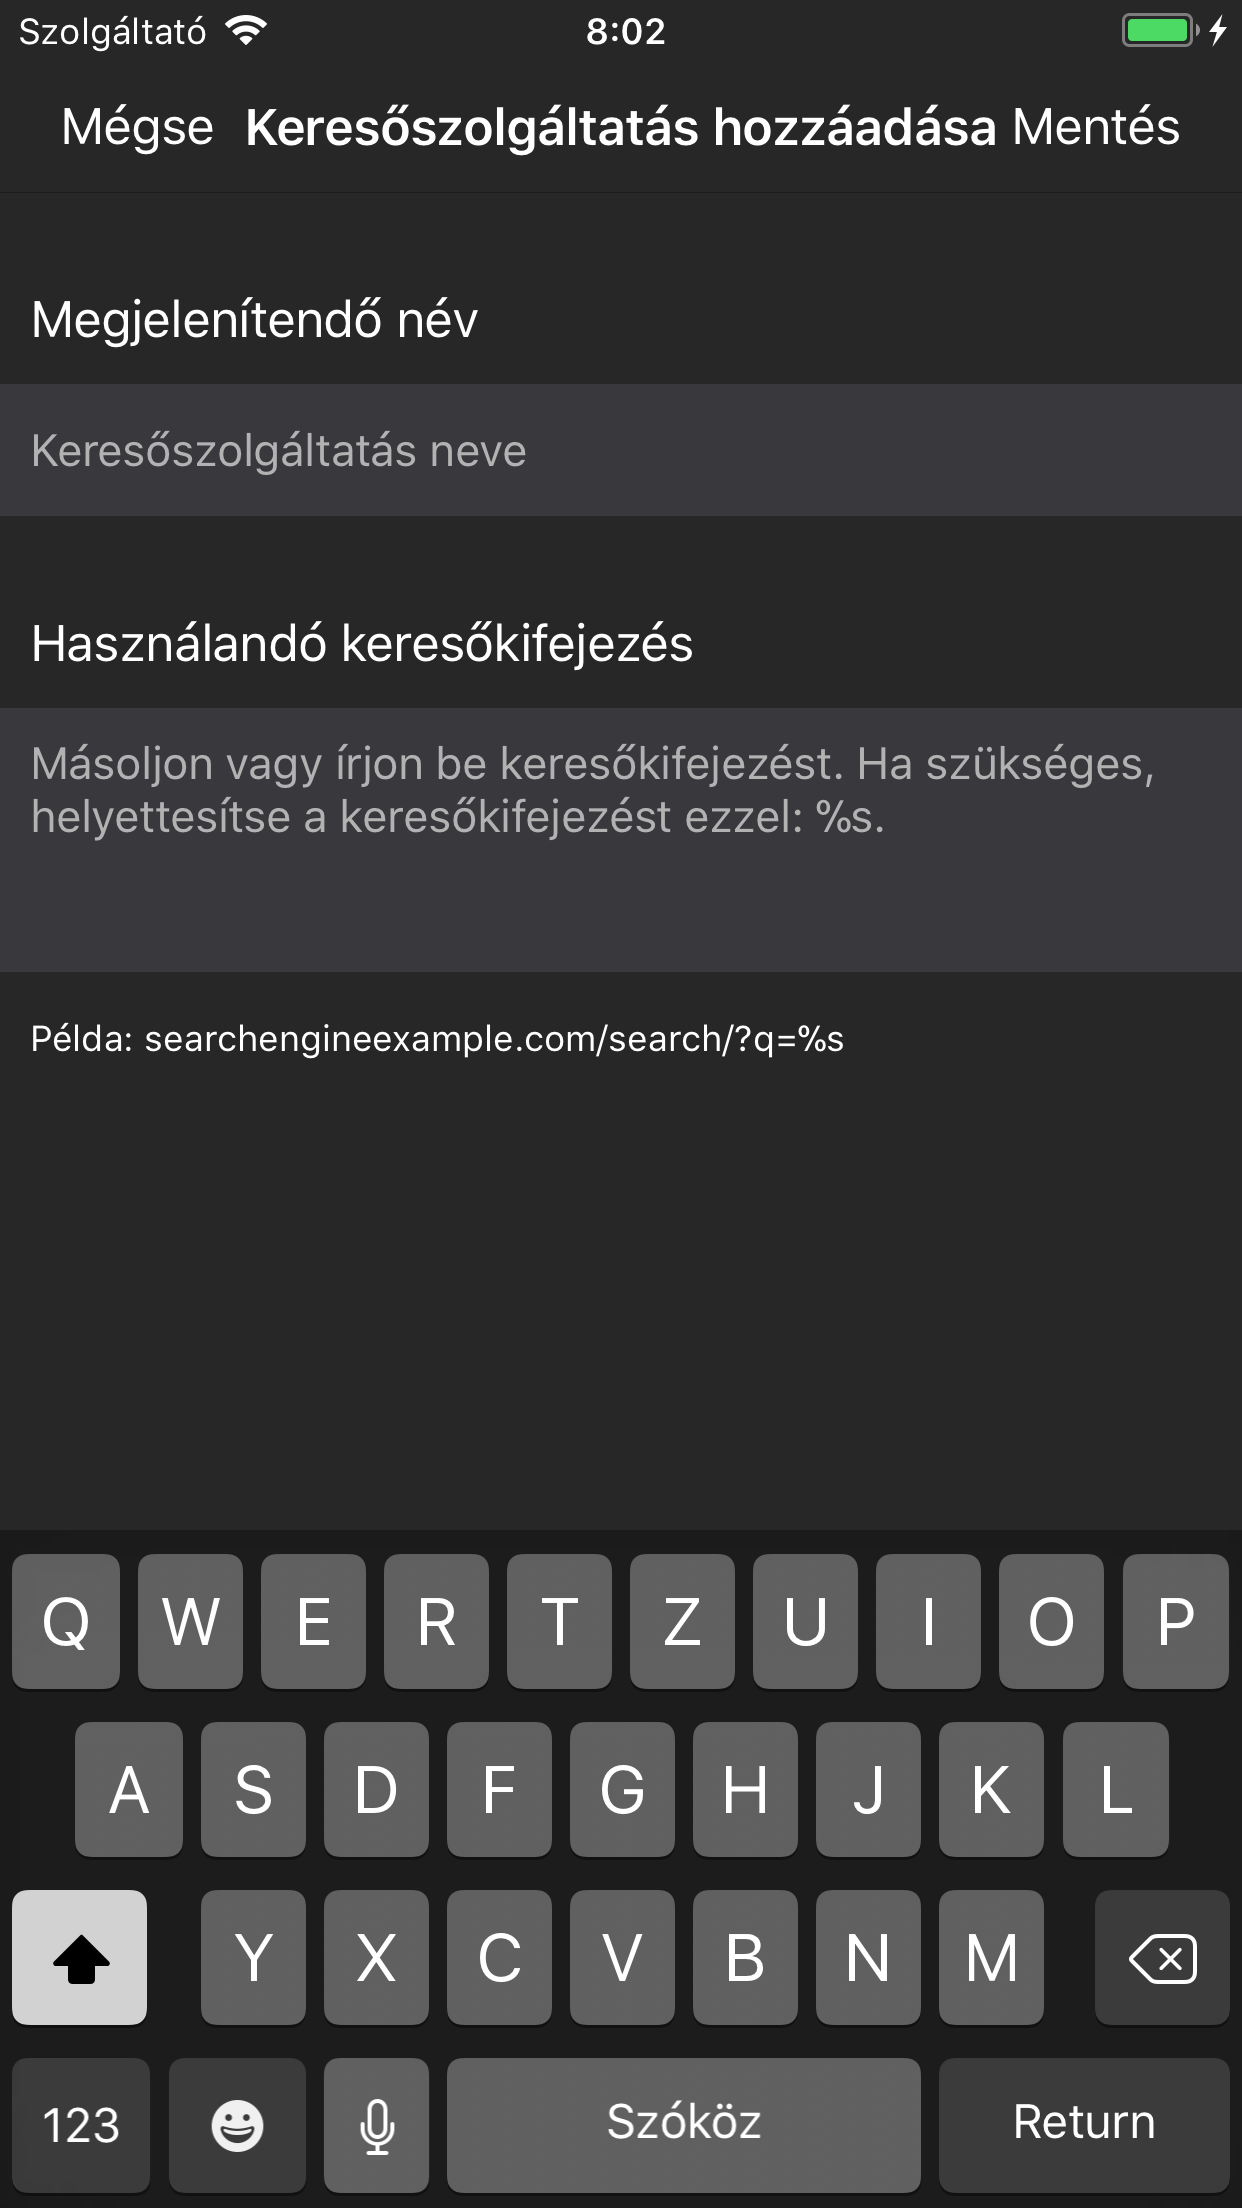 Szolgáltató 8:02
Mégse Keresőszolgáltatás hozzáadása Mentés
Megjelenítendő név
Keresőszolgáltatás neve
Használandó keresőkifejezés
Másoljon vagy írjon be keresőkifejezést. Ha szükséges,
helyettesítse a keresőkifejezést ezzel: %s.
Példa: searchengineexample.com/search/?q=%s
Q W E R T Z U I O P
A S D F G H J K L
Y X C V B N M
123 Szóköz Return